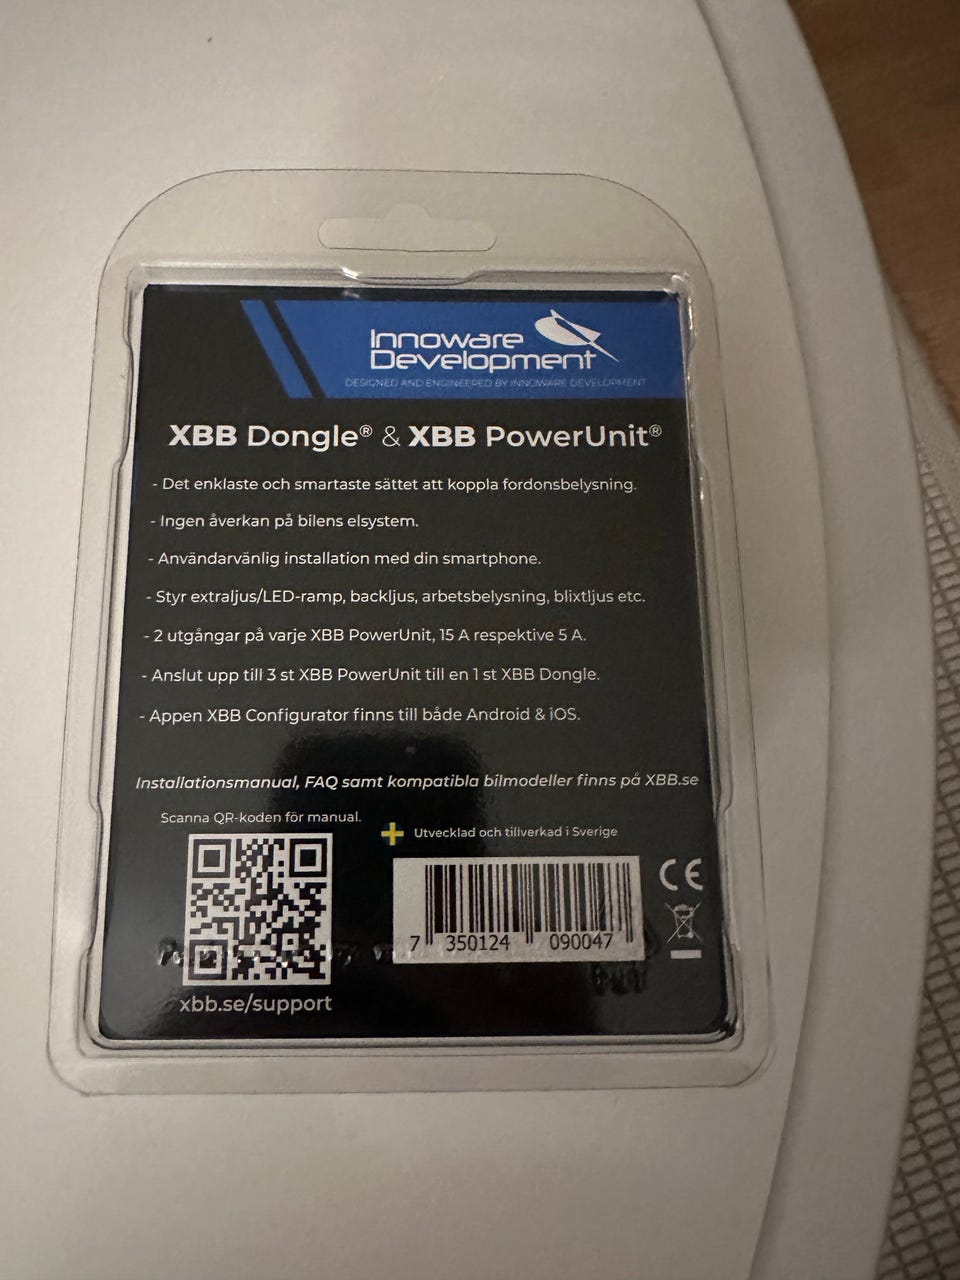 Innoware
Development
DESIGNED AND ENGINEERED BY INNOWARE DEVELOPMENT
XBB Dongle® & XBB PowerUnit®
- Det enklaste och smartaste sättet att koppla fordonsbelysning.
- Ingen åverkan på bilens elsystem.
- Användarvänlig installation med din smartphone.
- Styr extraljus/LED-ramp, backljus, arbetsbelysning, blixtljus etc.
- 2 utgångar på varje XBB PowerUnit, 15 A respektive 5 A.
- Anslut upp till 3 st XBB PowerUnit till en 1 st XBB Dongle.
- Appen XBB Configurator finns till både Android & iOS.
Installationsmanual, FAQ samt kompatibla bilmodeller finns på XBB.se
Scanna QR-koden för manual.
Utvecklad och tillverkad i Sverige
CE
7 350124 090047
xbb.se/support